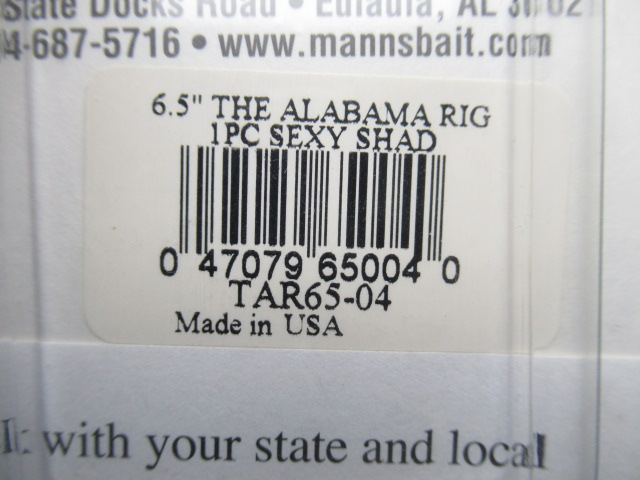 State Docks Road • Eufaula, AL
687-5716 • www.mannsbait.com
6.5" THE ALABAMA RIG
1PC SEXY SHAD
0 47079 65004 0
TAR65-04
Made in USA
with your state and local